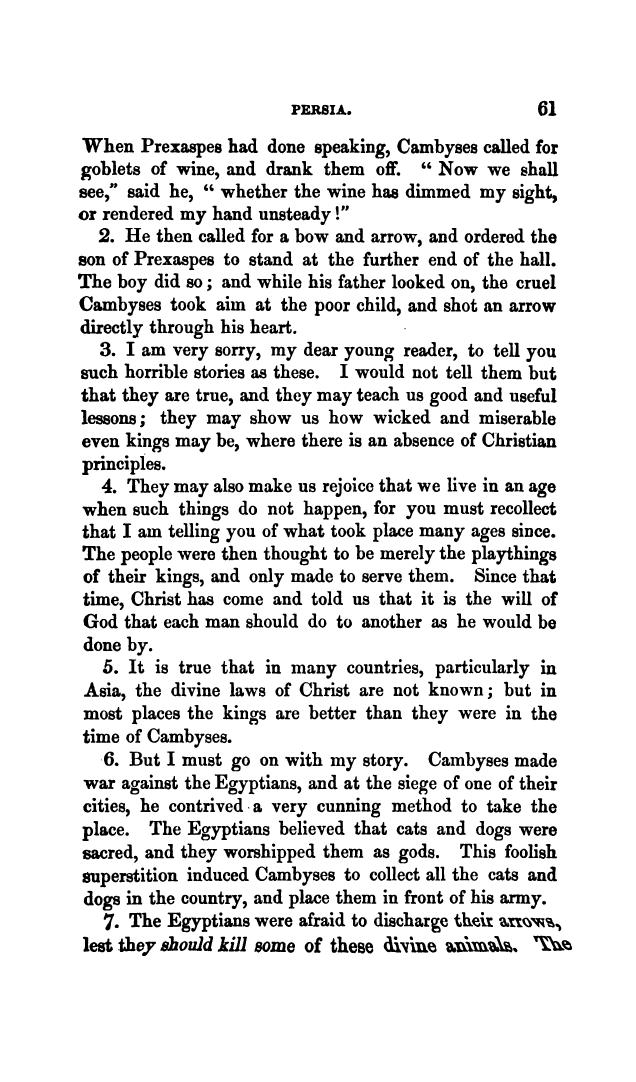 PERSIA. 61
When Prexaspes had done speaking, Cambyses called for
goblets of wine, and drank them off. " Now we shall
see," said he, " whether the wine has dimmed my sight,
or rendered my hand unsteady !"
2. He then called for a bow and arrow, and ordered the
son of Prexaspes to stand at the further end of the hall.
The boy did so ; and while his father looked on, the cruel
Cambyses took aim at the poor child, and shot an arrow
directly through his heart.
3. I am very sorry, my dear young reader, to tell you
such horrible stories as these. I would not tell them but
that they are true, and they may teach us good and useful
lessons ; they may show us how wicked and miserable
even kings may be, where there is an absence of Christian
principles.
4. They may also make us rejoice that we live in an age
when such things do not happen, for you must recollect
that I am telling you of what took place many ages since.
The people were then thought to be merely the playthings
of their kings, and only made to serve them. Since that
time, Christ has come and told us that it is the will of
God that each man should do to another as he would be
done by.
5. It is true that in many countries, particularly in
Asia, the divine laws of Christ are not known ; but in
most places the kings are better than they were in the
time of Cambyses.
6. But I must go on with my story. Cambyses made
war against the Egyptians, and at the siege of one of their
cities, he contrived a very cunning method to take the
place. The Egyptians believed that cats and dogs were
sacred, and they worshipped them as gods. This foolish
superstition induced Cambyses to collect all the cats and
dogs in the country, and place them in front of his army.
7. The Egyptians were afraid to discharge their arrows,
lest they should kill some of these divine animals. The